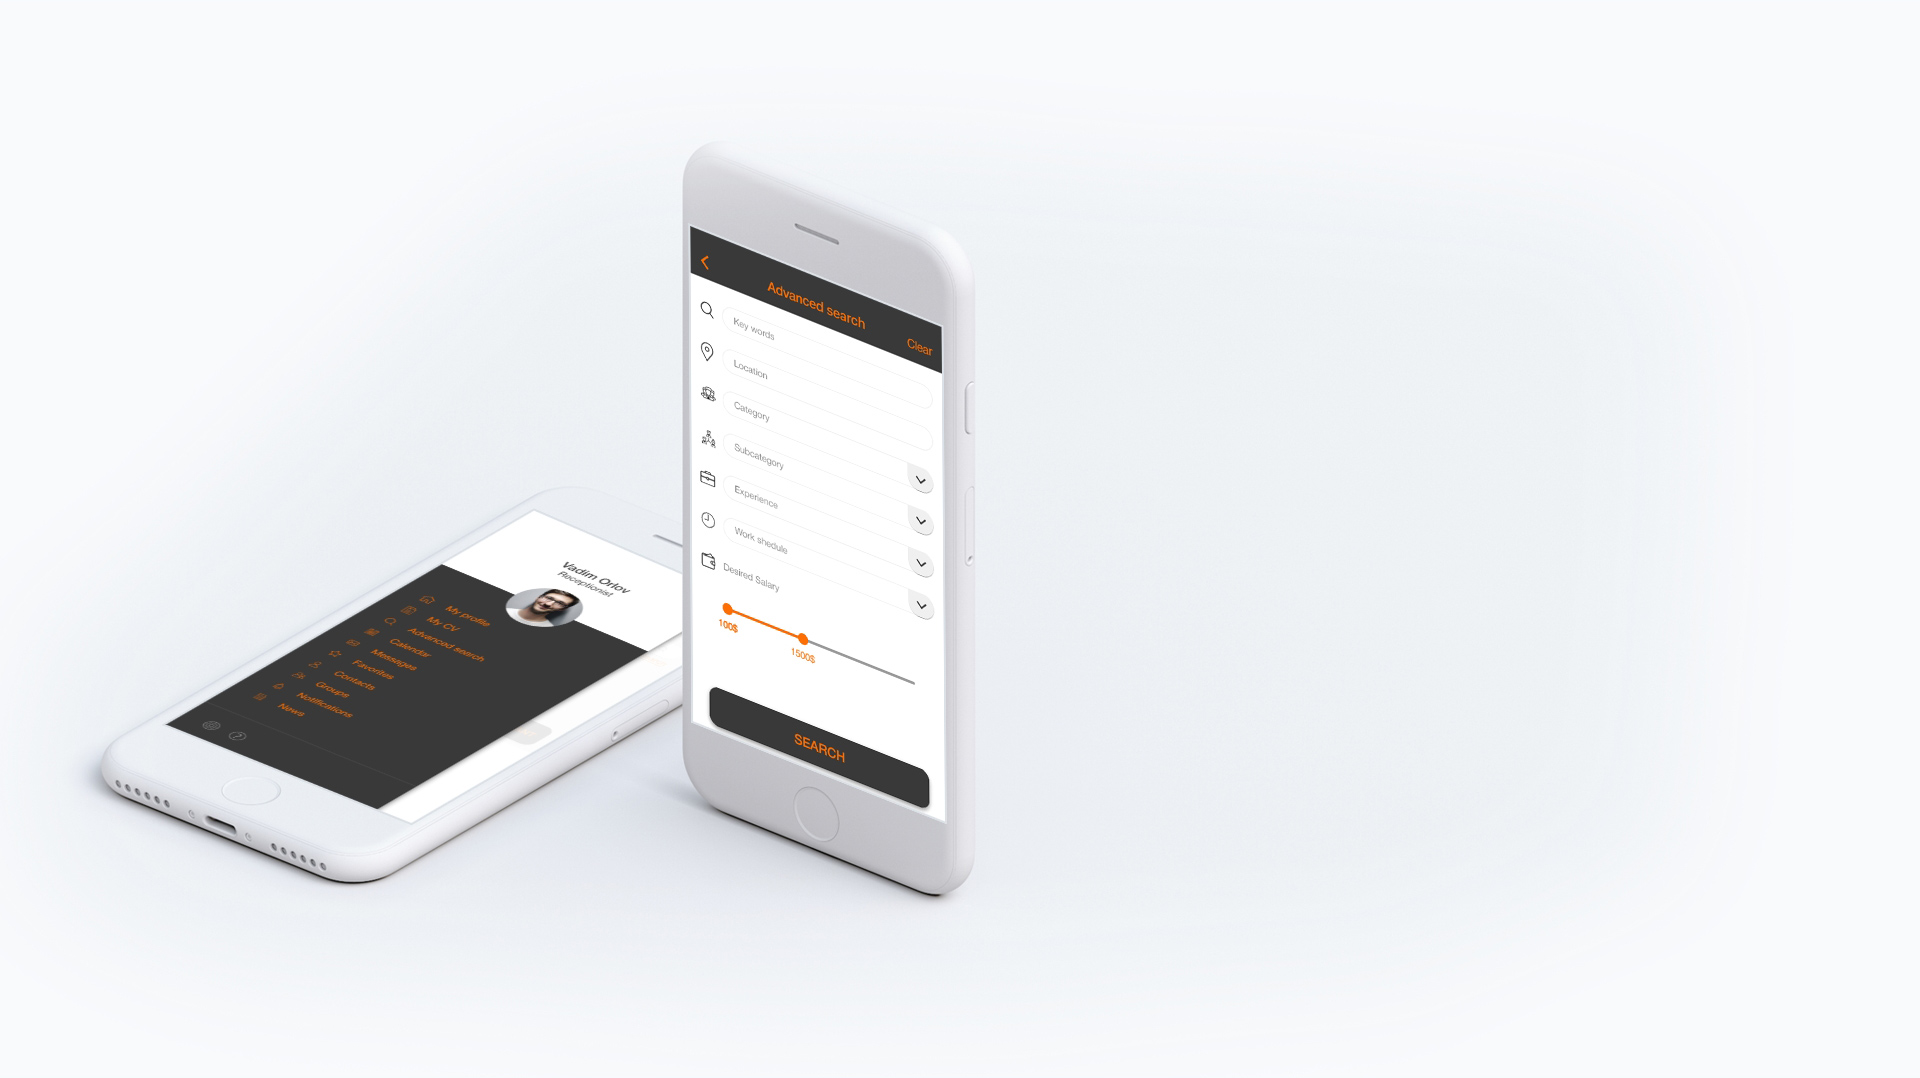 Advanced search
Clear
Key words
Location
Category
Subcategory
Experience
Work shedule
Desired Salary
100$
1500$
SEARCH
Vadim Orlov
Receptionist
My profile
My CV
Advanced search
Calendar
Messages
Favorites
Contacts
Groups
Notifications
News